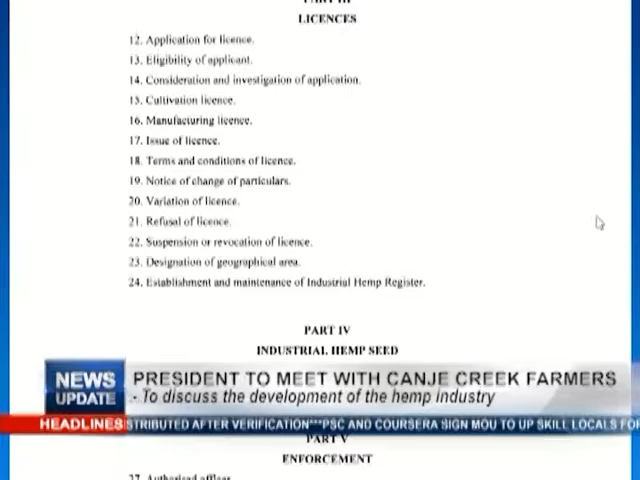 PART III
LICENCES
12. Application for licence.
13. Eligibility of applicant.
14. Consideration and investigation of application.
15. Cultivation licence.
16. Manufacturing licence.
17. Issue of licence.
18. Terms and conditions of licence.
19. Notice of change of particulars.
20. Variation of licence.
21. Refusal of licence.
22. Suspension or revocation of licence.
23. Designation of geographical area.
24. Establishment and maintenance of Industrial Hemp Register.
PART IV
INDUSTRIAL HEMP SEED
NEWS UPDATE
PRESIDENT TO MEET WITH CANJE CREEK FARMERS
- To discuss the development of the hemp industry
HEADLINES STRIBUTED AFTER VERIFICATION***PSC AND COURSERA SIGN MOU TO UP SKILL LOCALS FOR
PART V
ENFORCEMENT
27. Authorised officer.